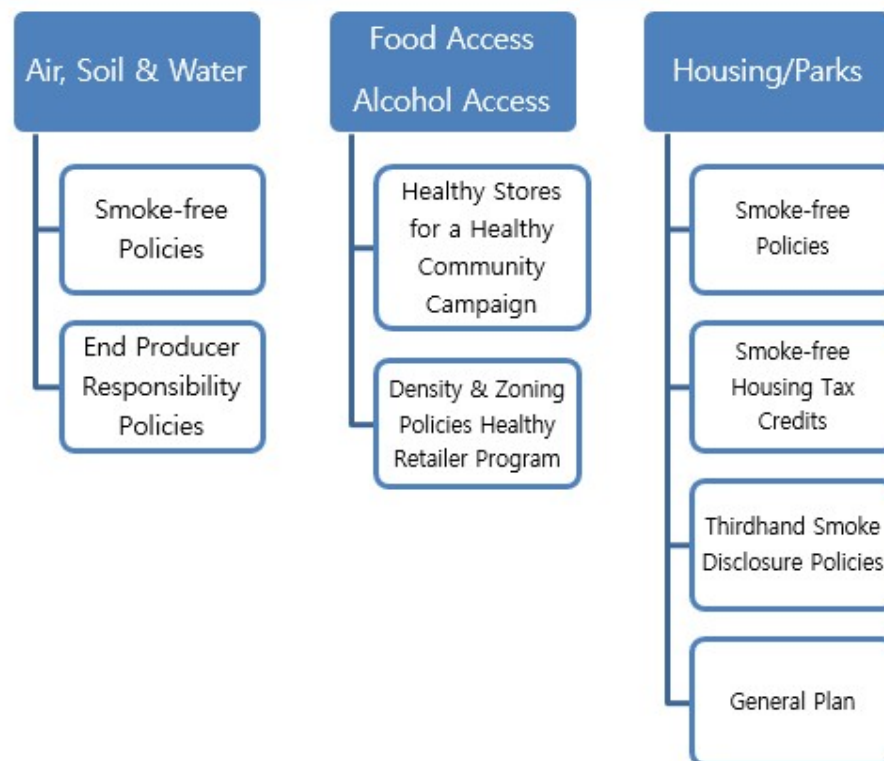 Air, Soil & Water
Smoke-free
Policies
End Producer
Responsibility
Policies
Food Access
Alcohol Access
Healthy Stores
for a Healthy
Community
Campaign
Density & Zoning
Policies Healthy
Retailer Program
Housing/Parks
Smoke-free
Policies
Smoke-free
Housing Tax
Credits
Thirdhand Smoke
Disclosure Policies
General Plan